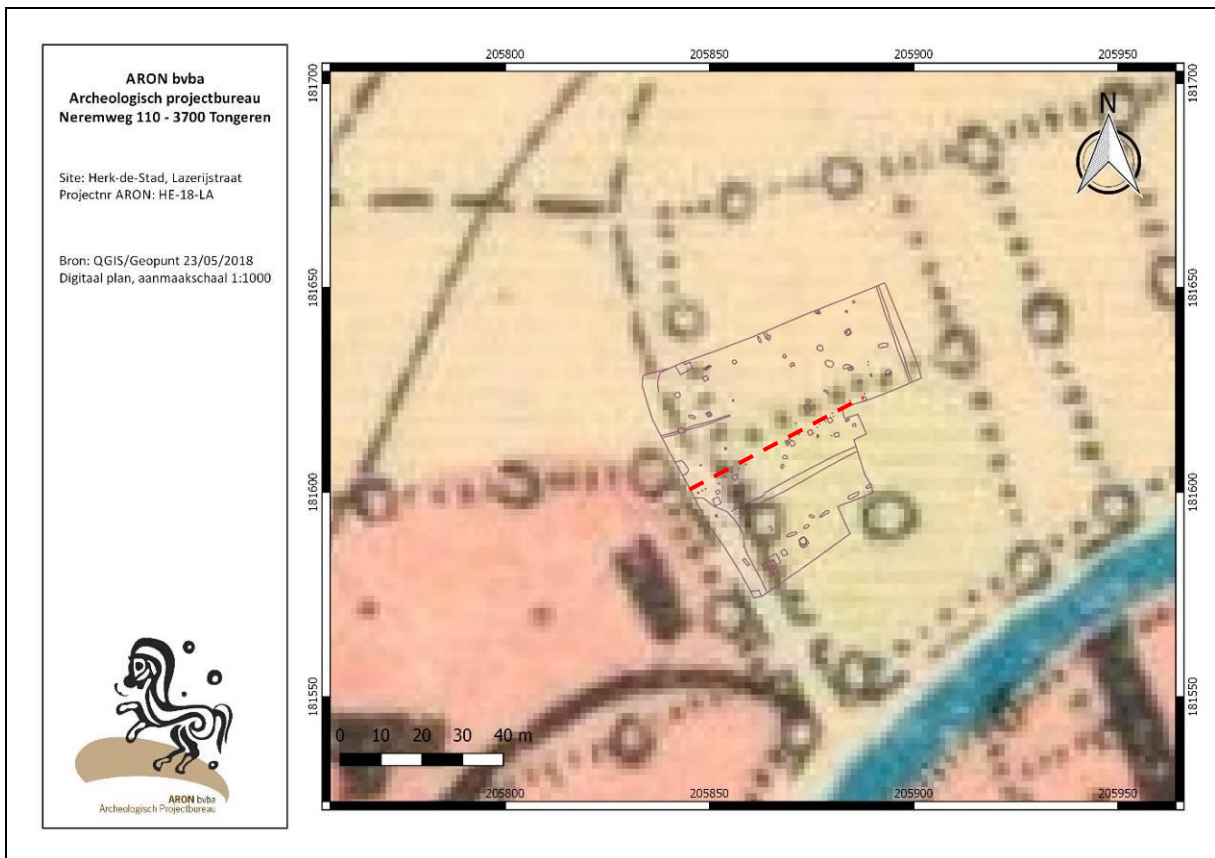 ARON bvba
Archeologisch projectbureau
Neremweg 110 - 3700 Tongeren
Site: Herk-de-Stad, Lazerijstraat
Projectnr ARON: HE-18-LA
Bron: QGIS/Geopunt 23/05/2018
Digitaal plan, aanmaakschaal 1:1000
ARON bvba
Archeologisch Projectbureau
205800 205850 205900 205950
181700 181700
N
181650 181650
181600 181600
181550 181550
0 10 20 30 40 m
205800 205850 205900 205950